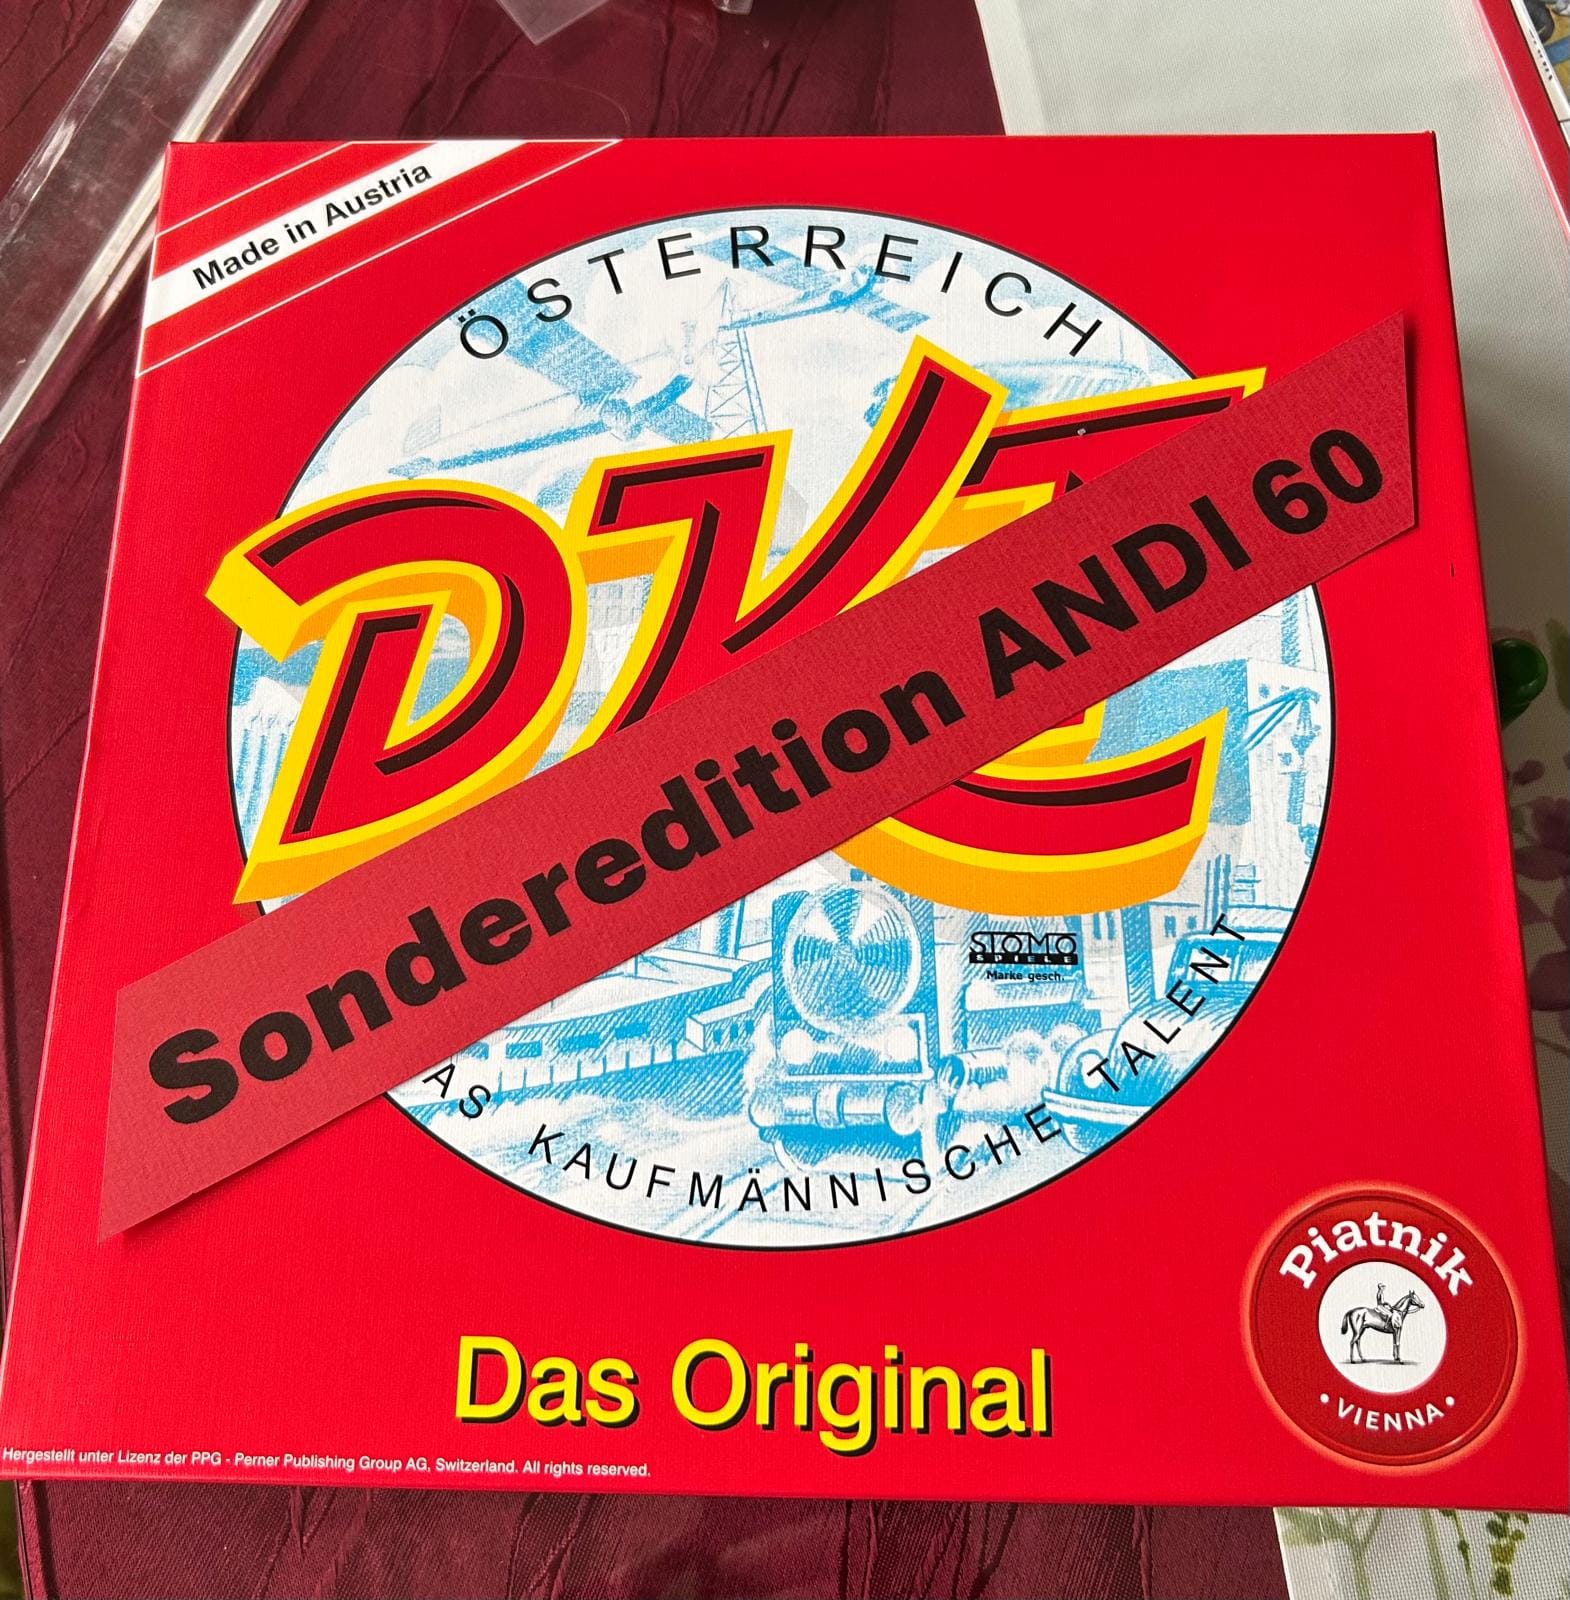 Made in Austria
ÖSTERREICH
DKT
Sonderedition ANDI 60
STOMO
SPIELE
Marke gesch.
AS KAUFMÄNNISCHE TALENT
Das Original
Piatnik
• VIENNA •
Hergestellt unter Lizenz der PPG - Perner Publishing Group AG, Switzerland. All rights reserved.